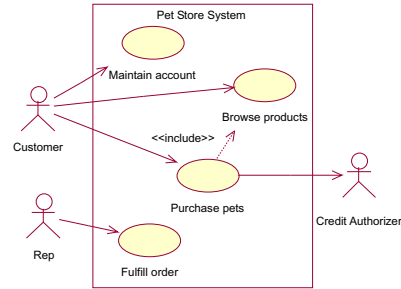 Pet Store System
Maintain account
Browse products
Customer
<<include>>
Purchase pets
Credit Authorizer
Rep
Fulfill order